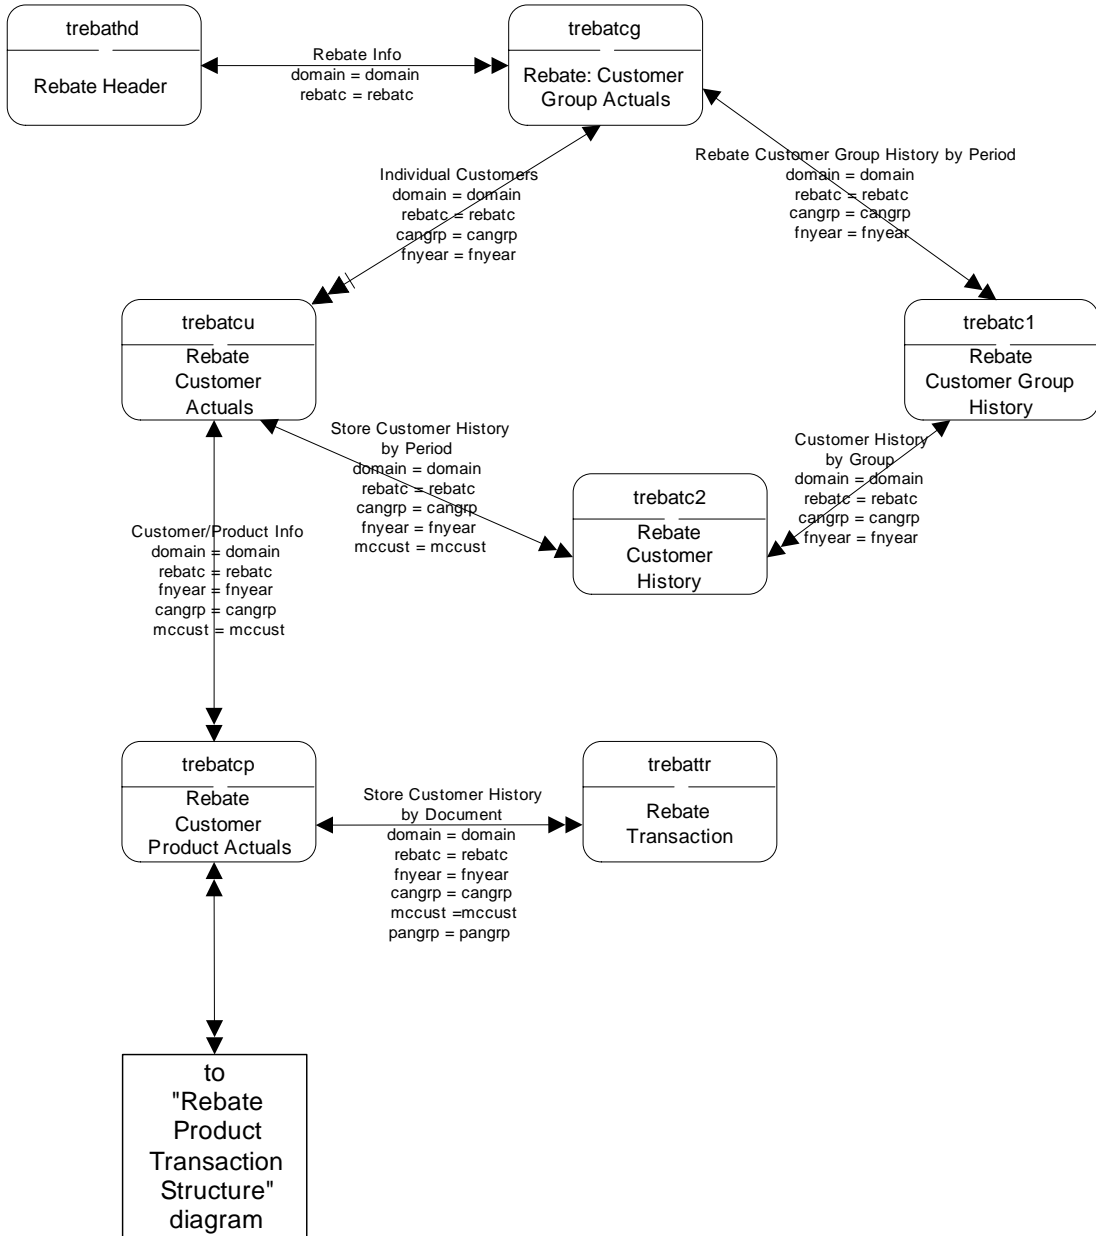 trebathd
Rebate Header
Rebate Info
domain = domain
rebatc = rebatc
trebatcg
Rebate: Customer
Group Actuals
Individual Customers
domain = domain
rebatc = rebatc
cangrp = cangrp
fnyear = fnyear
Rebate Customer Group History by Period
domain = domain
rebatc = rebatc
cangrp = cangrp
fnyear = fnyear
trebatcu
Rebate
Customer
Actuals
trebatc1
Rebate
Customer Group
History
Store Customer History
by Period
domain = domain
rebatc = rebatc
cangrp = cangrp
fnyear = fnyear
mccust = mccust
Customer History
by Group
domain = domain
rebatc = rebatc
cangrp = cangrp
fnyear = fnyear
trebatc2
Rebate
Customer
History
Customer/Product Info
domain = domain
rebatc = rebatc
fnyear = fnyear
cangrp = cangrp
mccust = mccust
trebatcp
Rebate
Customer
Product Actuals
Store Customer History
by Document
domain = domain
rebatc = rebatc
fnyear = fnyear
cangrp = cangrp
mccust =mccust
pangrp = pangrp
trebattr
Rebate
Transaction
to
"Rebate
Product
Transaction
Structure"
diagram